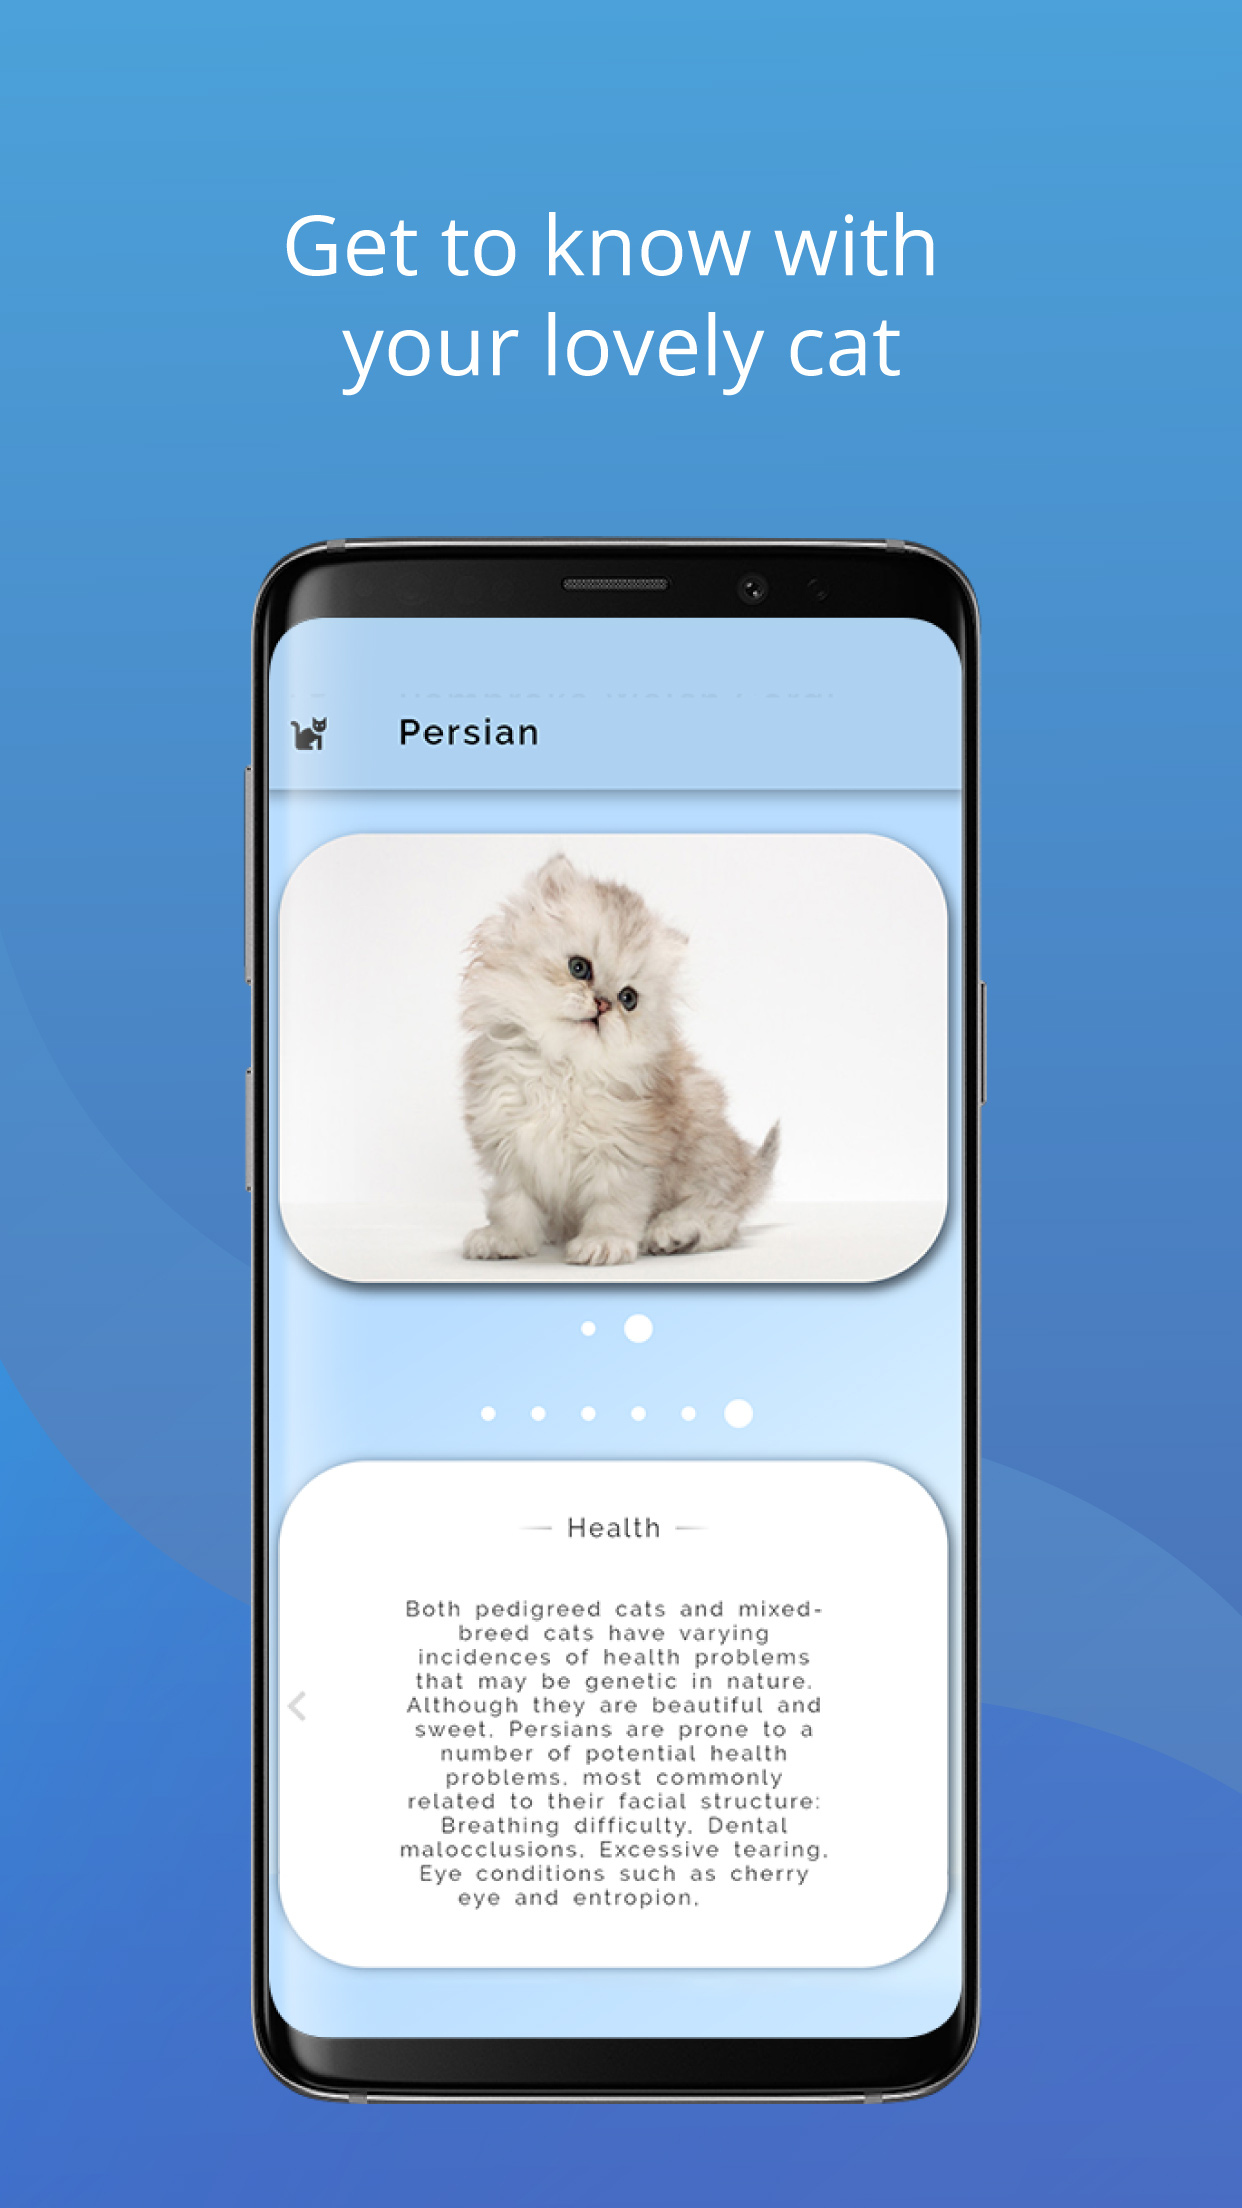 Get to know with
your lovely cat
Persian
Health
Both pedigreed cats and mixed-
breed cats have varying
incidences of health problems
that may be genetic in nature.
Although they are beautiful and
sweet, Persians are prone to a
number of potential health
problems, most commonly
related to their facial structure:
Breathing difficulty, Dental
malocclusions, Excessive tearing,
Eye conditions such as cherry
eye and entropion,